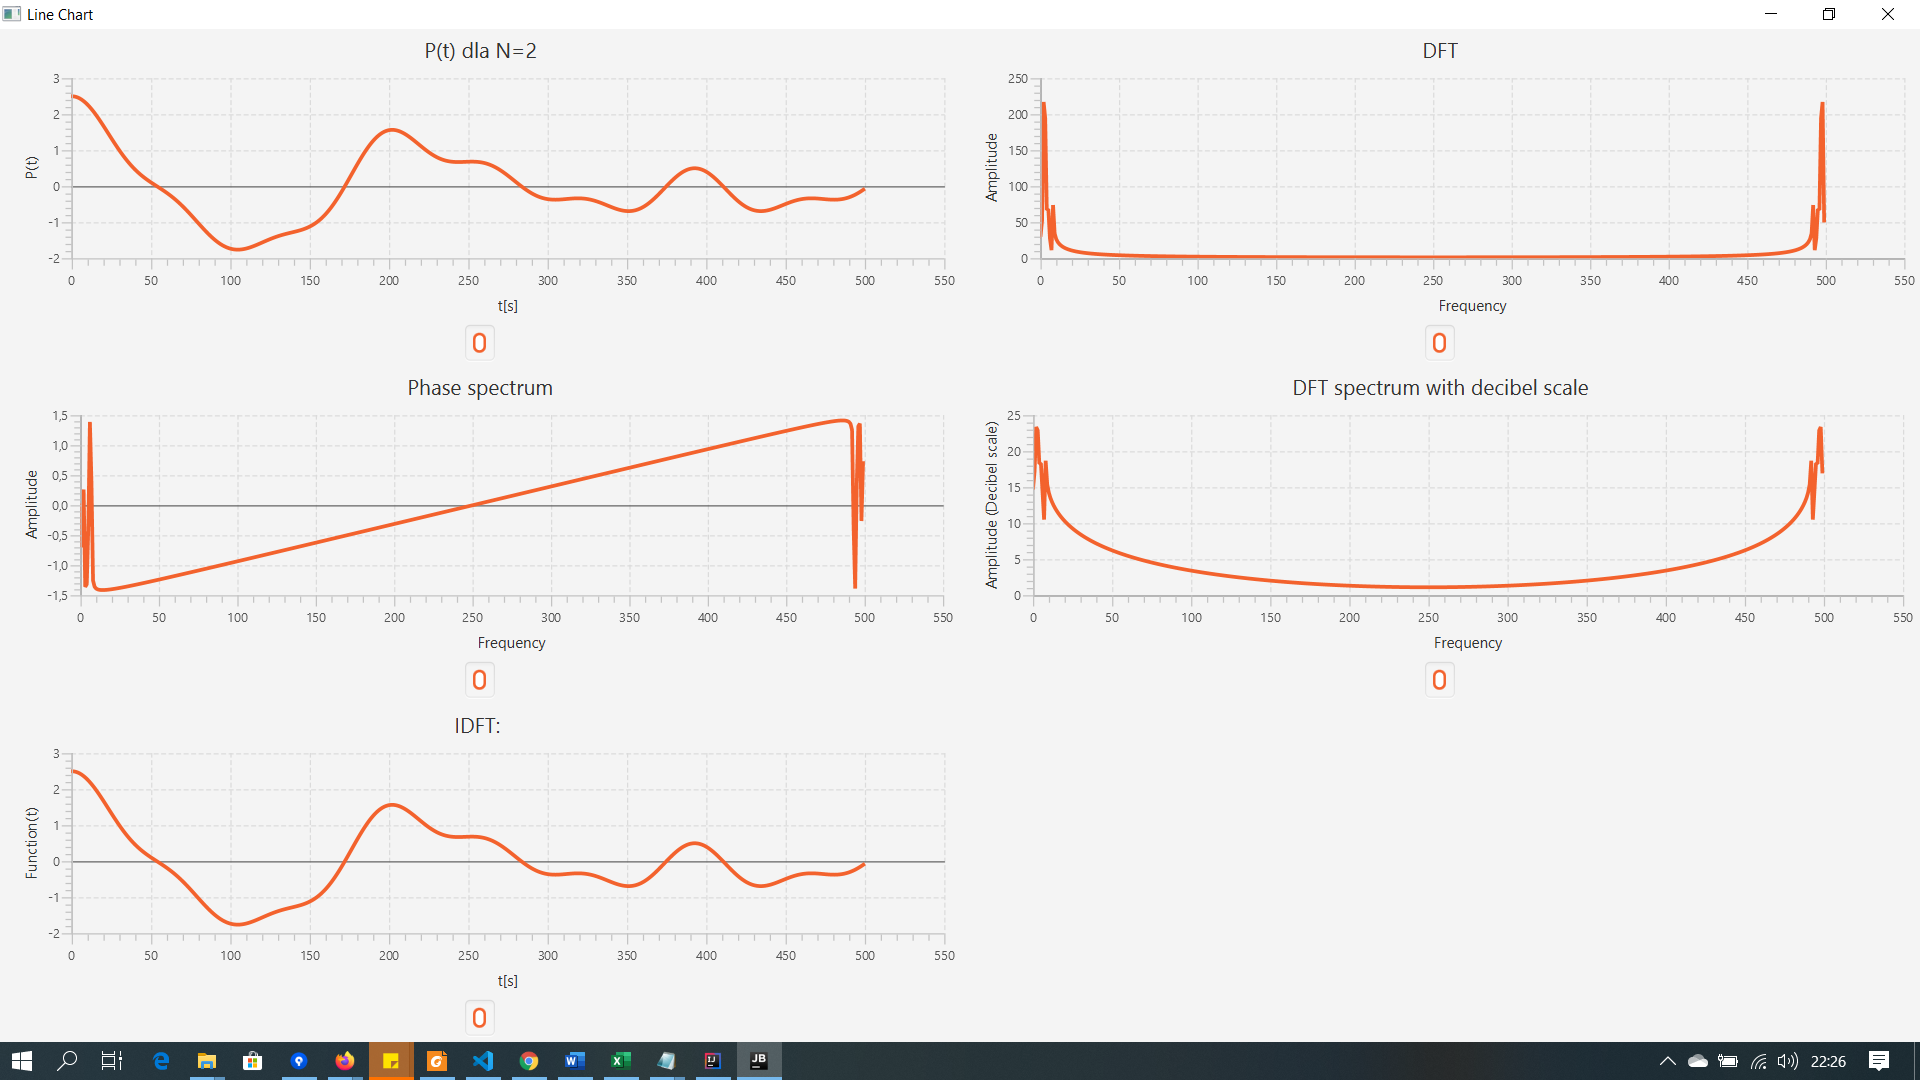 Line Chart
P(t) dla N=2
3
2
1
0
-1
-2
P(t)
0 50 100 150 200 250 300 350 400 450 500 550
t[s]
DFT
250
200
150
100
50
0
Amplitude
0 50 100 150 200 250 300 350 400 450 500 550
Frequency
Phase spectrum
1,5
1,0
0,5
0,0
-0,5
-1,0
-1,5
Amplitude
0 50 100 150 200 250 300 350 400 450 500 550
Frequency
DFT spectrum with decibel scale
25
20
15
10
5
0
Amplitude (Decibel scale)
0 50 100 150 200 250 300 350 400 450 500 550
Frequency
IDFT:
3
2
1
0
-1
-2
Function(t)
0 50 100 150 200 250 300 350 400 450 500 550
t[s]
22:26